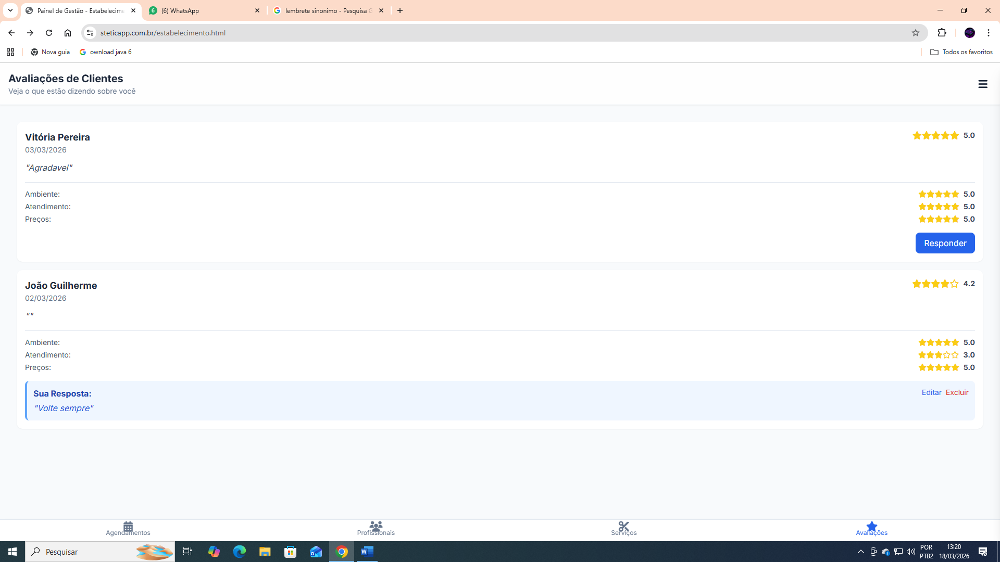 Painel de Gestão - Estabelecime
6
(6) WhatsApp
lembrete sinonimo - Pesquisa G
steticapp.com.br/estabelecimento.html
Nova guia
ownload java 6
Todos os favoritos
Avaliações de Clientes
Veja o que estão dizendo sobre você
Vitória Pereira
5.0
03/03/2026
"Agradavel"
Ambiente: 5.0
Atendimento: 5.0
Preços: 5.0
Responder
João Guilherme
4.2
02/03/2026
""
Ambiente: 5.0
Atendimento: 3.0
Preços: 5.0
Sua Resposta:
Editar Excluir
"Volte sempre"
Agendamentos
Profissionais
Serviços
Avaliações
Pesquisar
POR
PTB2
13:20
18/03/2026